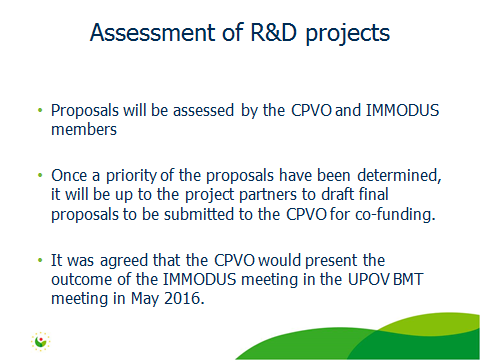 Assessment of R&D projects
• Proposals will be assessed by the CPVO and IMMODUS
members
• Once a priority of the proposals have been determined,
it will be up to the project partners to draft final
proposals to be submitted to the CPVO for co-funding.
• It was agreed that the CPVO would present the
outcome of the IMMODUS meeting in the UPOV BMT
meeting in May 2016.